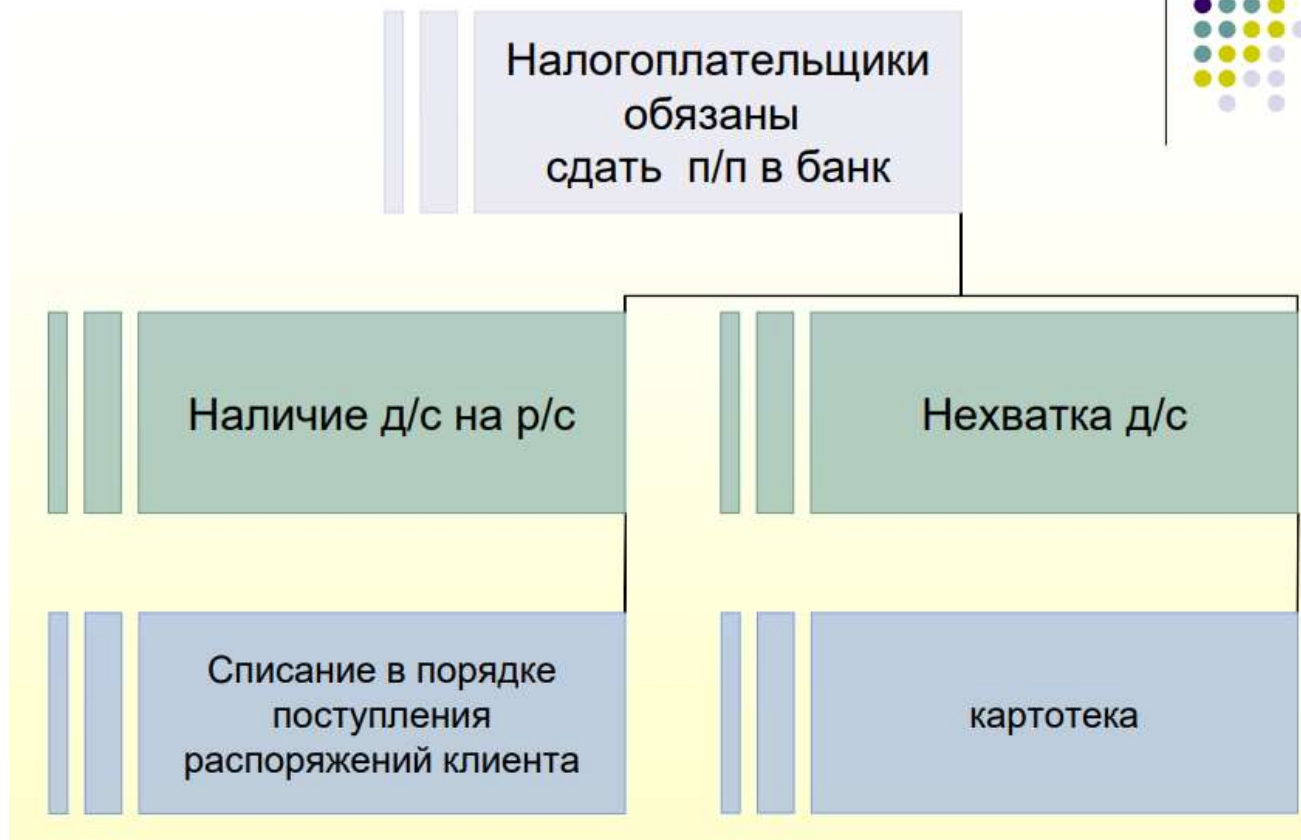 Налогоплательщики
обязаны
сдать п/п в банк
Наличие д/с на р/с
Нехватка д/с
Списание в порядке
поступления
распоряжений клиента
картотека